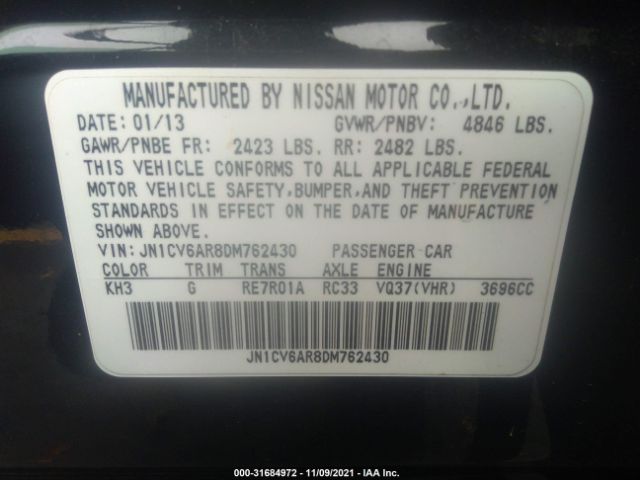 MANUFACTURED BY NISSAN MOTOR CO.,LTD.
DATE: 01/13 GVWR/PNBV: 4846 LBS.
GAWR/PNBE FR: 2423 LBS. RR: 2482 LBS.
THIS VEHICLE CONFORMS TO ALL APPLICABLE FEDERAL
MOTOR VEHICLE SAFETY,BUMPER,AND THEFT PREVENTION
STANDARDS IN EFFECT ON THE DATE OF MANUFACTURE
SHOWN ABOVE.
VIN: JN1CV6AR8DM762430 PASSENGER CAR
COLOR TRIM TRANS AXLE ENGINE
KH3 G RE7R01A RC33 VQ37(VHR) 3696CC
JN1CV6AR8DM762430
000-31684972 - 11/09/2021 - IAA Inc.